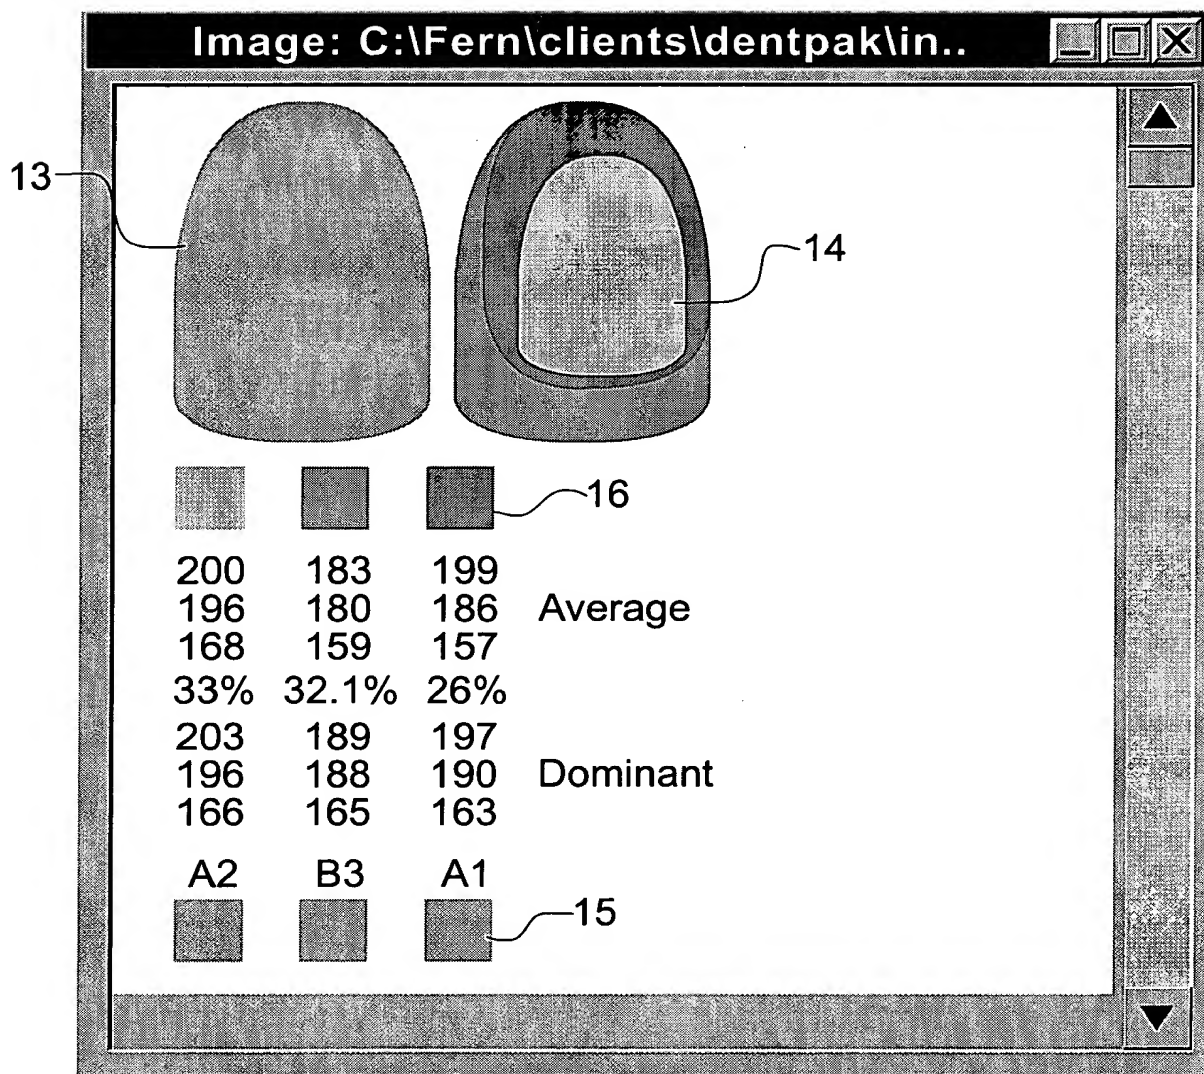 Image: C:\Fern\clients\dentpak\in..
13
14
16
200 183 199
196 180 186 Average
168 159 157
33% 32.1% 26%
203 189 197
196 188 190 Dominant
166 165 163
A2 B3 A1
15